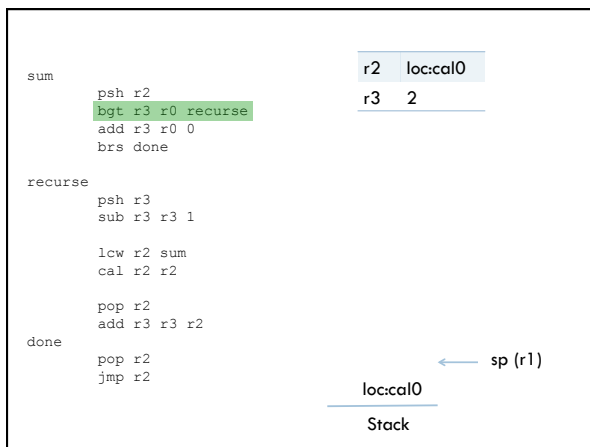 sum
psh r2
bgt r3 r0 recurse
add r3 r0 0
brs done
recurse
psh r3
sub r3 r3 1
lcw r2 sum
cal r2 r2
pop r2
add r3 r3 r2
done
pop r2
jmp r2
r2 loc:cal0
r3 2
sp (r1)
loc:cal0
Stack